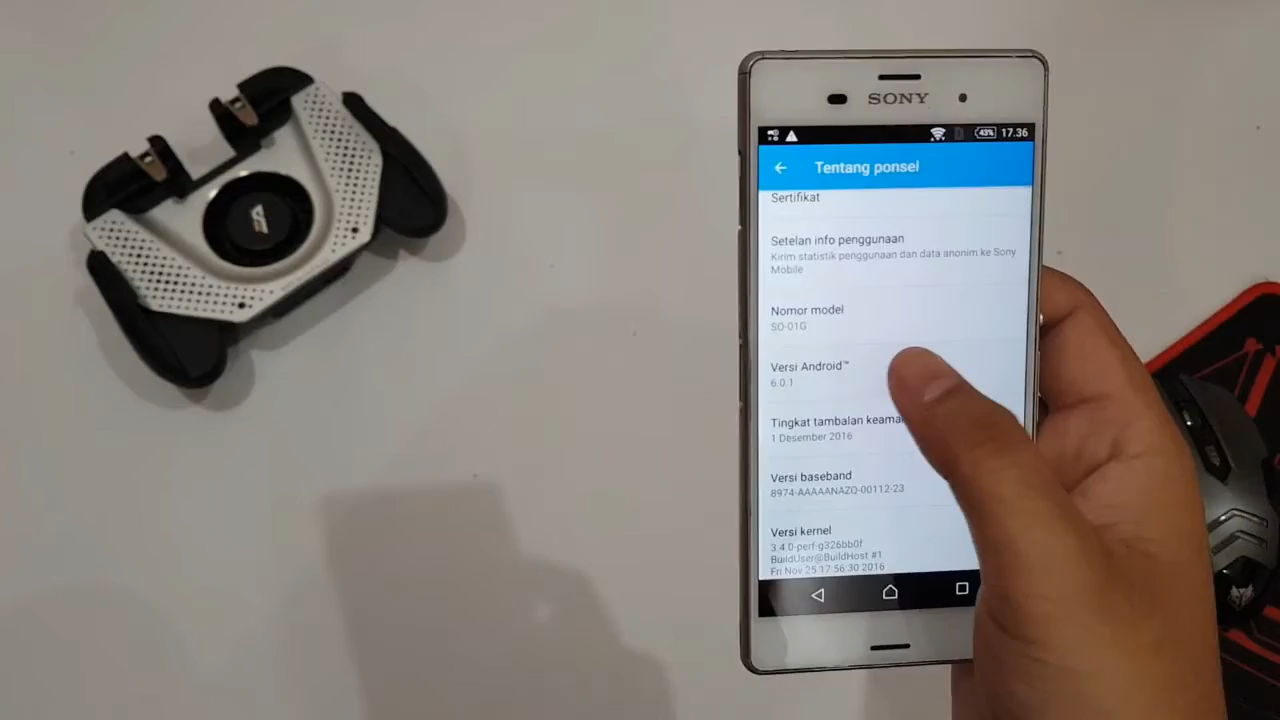 SONY
43% 17.36
Tentang ponsel
Sertifikat
Setelan info penggunaan
Kirim statistik penggunaan dan data anonim ke Sony
Mobile
Nomor model
SO-01G
Versi Android™
6.0.1
Tingkat tambalan keama
1 Desember 2016
Versi baseband
8974-AAAAANAZQ-00112-23
Versi kernel
3.4.0-perf-g326bb0f
BuildUser@BuildHost #1
Fri Nov 25 17:56:30 2016